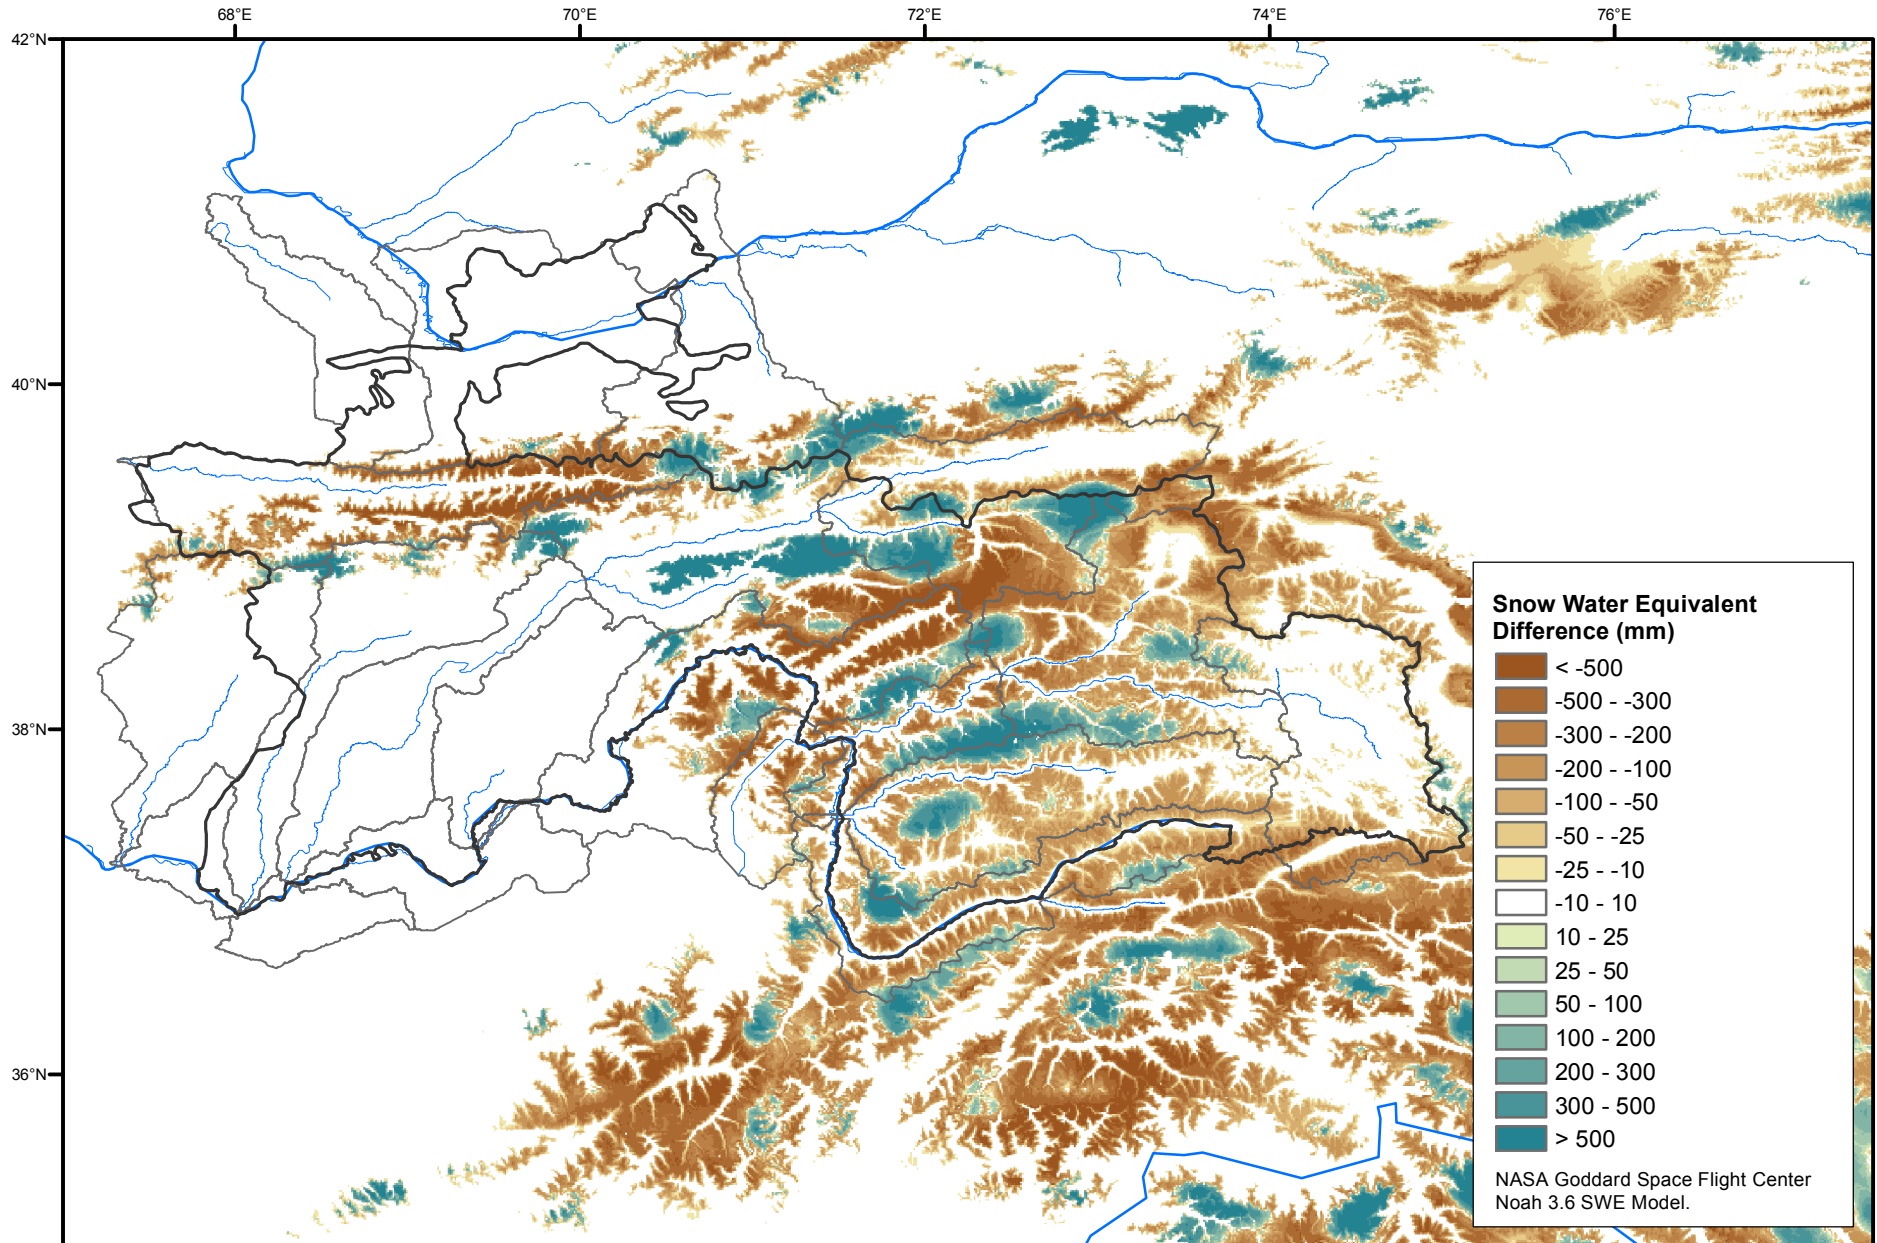 68°E 70°E 72°E 74°E 76°E
42°N
40°N
38°N
36°N
Snow Water Equivalent
Difference (mm)
< -500
-500 - -300
-300 - -200
-200 - -100
-100 - -50
-50 - -25
-25 - -10
-10 - 10
10 - 25
25 - 50
50 - 100
100 - 200
200 - 300
300 - 500
> 500
NASA Goddard Space Flight Center
Noah 3.6 SWE Model.